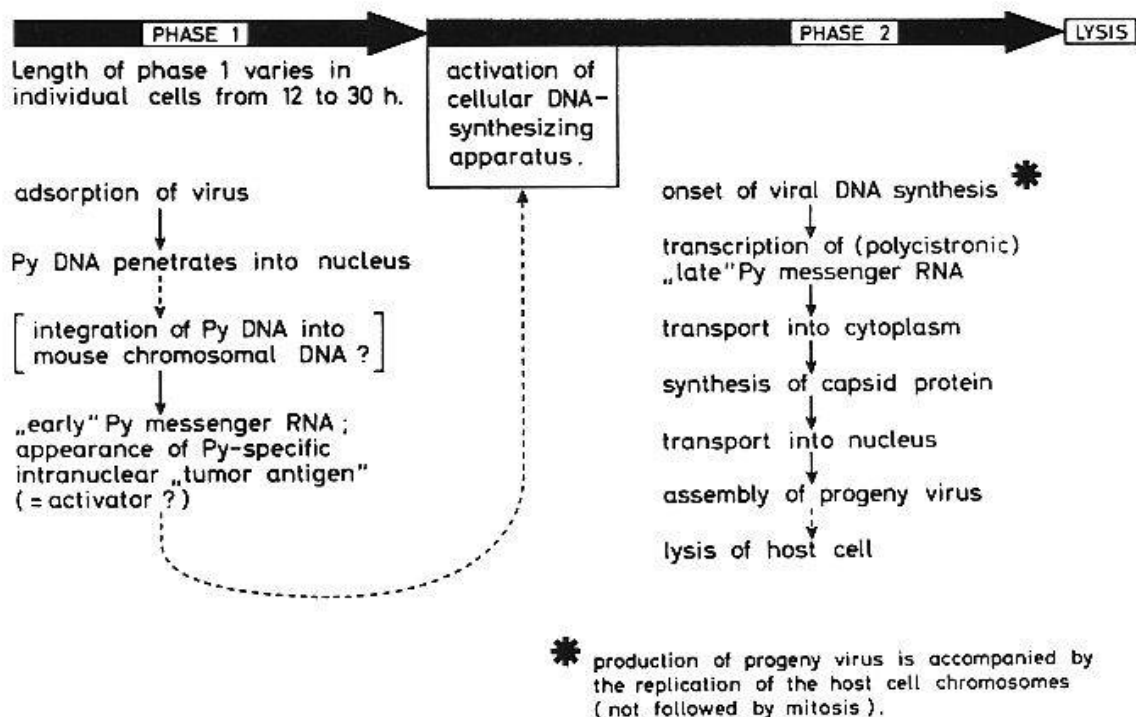 PHASE 1
PHASE 2
LYSIS
Length of phase 1 varies in
individual cells from 12 to 30 h.
activation of
cellular DNA-
synthesizing
apparatus.
adsorption of virus
Py DNA penetrates into nucleus
[ integration of Py DNA into
mouse chromosomal DNA ? ]
„early" Py messenger RNA ;
appearance of Py-specific
intranuclear „tumor antigen"
( = activator ? )
onset of viral DNA synthesis *
transcription of (polycistronic)
„late" Py messenger RNA
transport into cytoplasm
synthesis of capsid protein
transport into nucleus
assembly of progeny virus
lysis of host cell
* production of progeny virus is accompanied by
the replication of the host cell chromosomes
( not followed by mitosis ).